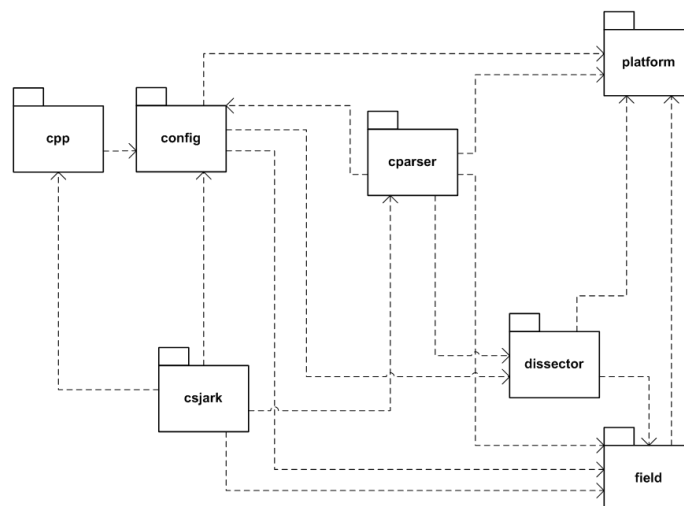 platform
cpp
config
cparser
dissector
csjark
field